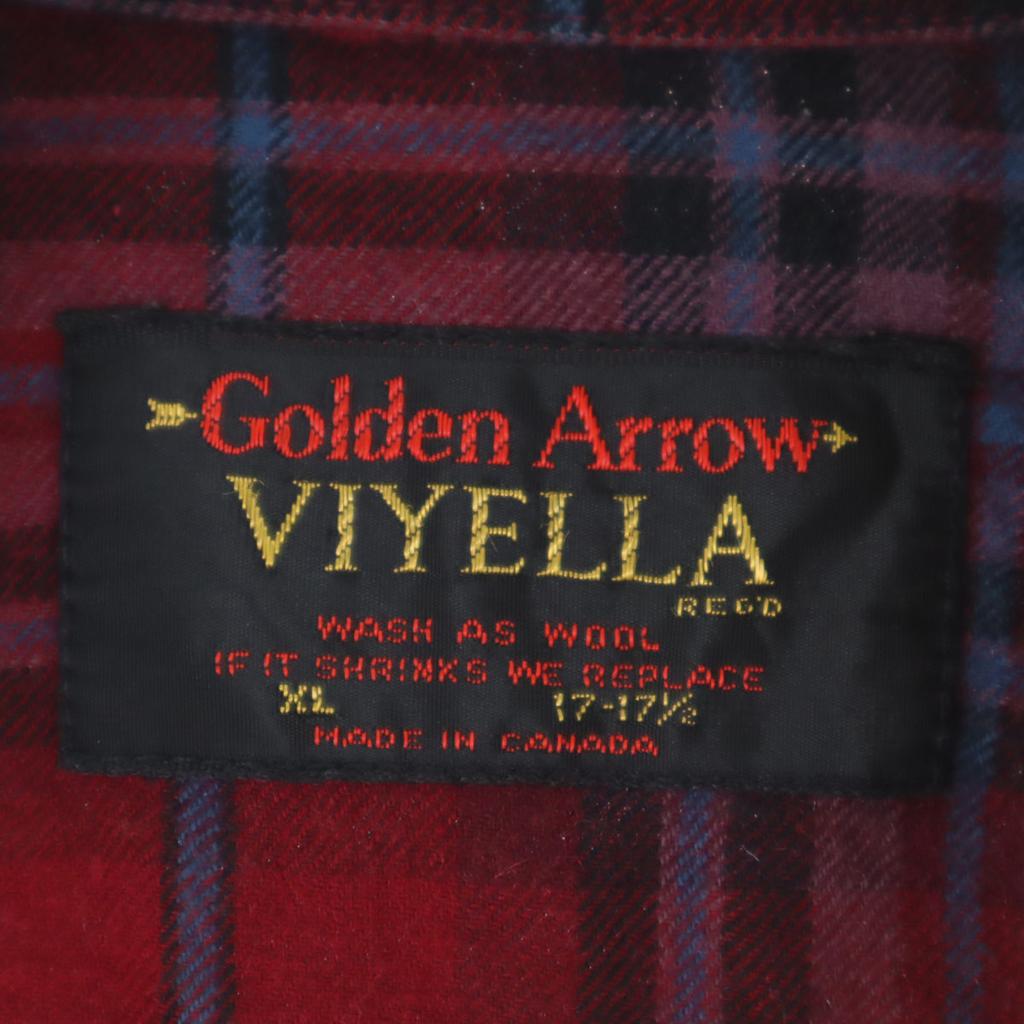 Golden Arrow
VIYELLA
REG'D
WASH AS WOOL
IF IT SHRINKS WE REPLACE
XL 17-17½
MADE IN CANADA